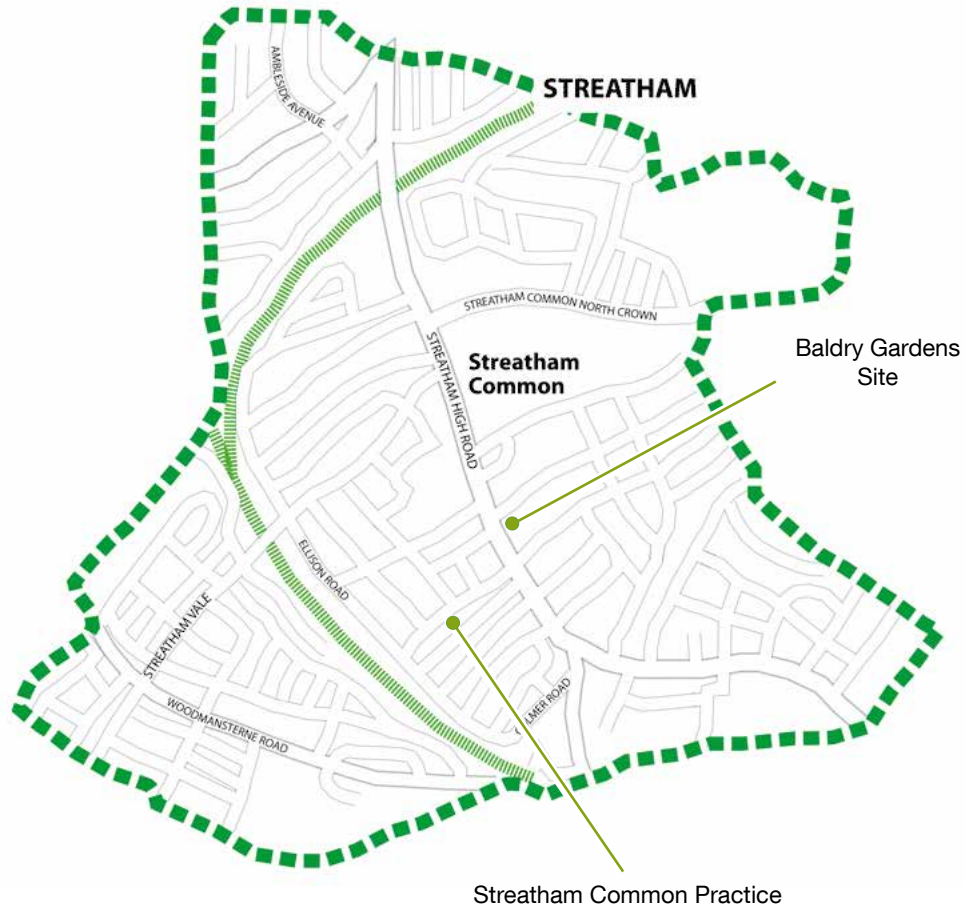 AMBLESIDE AVENUE
STREATHAM
STREATHAM COMMON NORTH CROWN
STREATHAM HIGH ROAD
Streatham
Common
Baldry Gardens
Site
ELLISON ROAD
STREATHAM VALE
WOODMANSTERNE ROAD
LMER ROAD
Streatham Common Practice